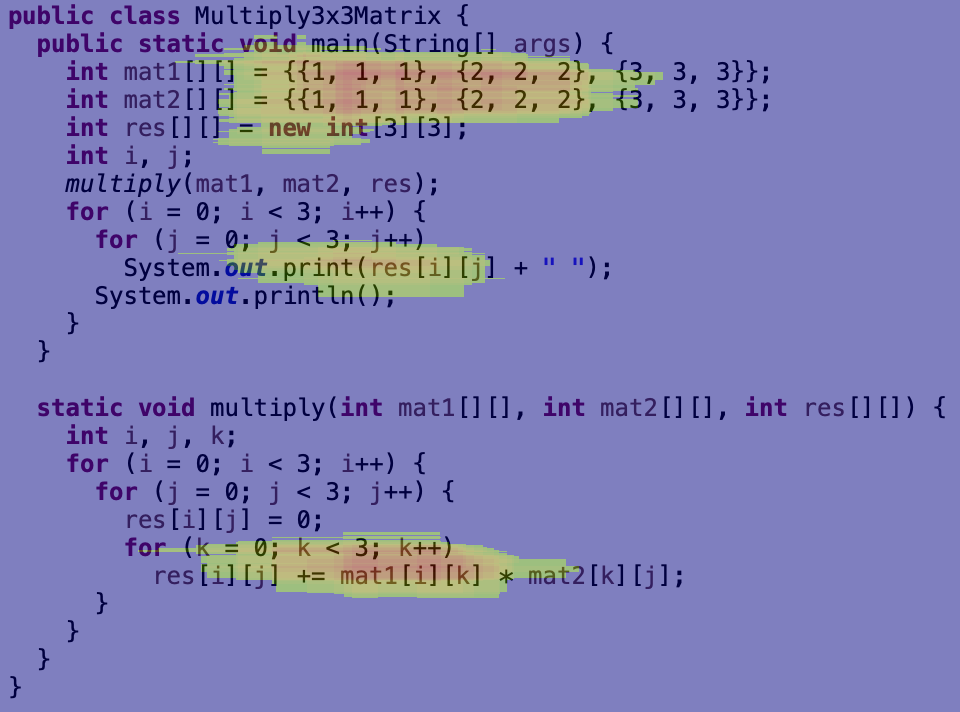 public class Multiply3x3Matrix {
public static void main(String[] args) {
int mat1[][] = {{1, 1, 1}, {2, 2, 2}, {3, 3, 3}};
int mat2[][] = {{1, 1, 1}, {2, 2, 2}, {3, 3, 3}};
int res[][] = new int[3][3];
int i, j;
multiply(mat1, mat2, res);
for (i = 0; i < 3; i++) {
for (j = 0; j < 3; j++)
System.out.print(res[i][j] + " ");
System.out.println();
}
}
static void multiply(int mat1[][], int mat2[][], int res[][]) {
int i, j, k;
for (i = 0; i < 3; i++) {
for (j = 0; j < 3; j++) {
res[i][j] = 0;
for (k = 0; k < 3; k++)
res[i][j] += mat1[i][k] * mat2[k][j];
}
}
}
}